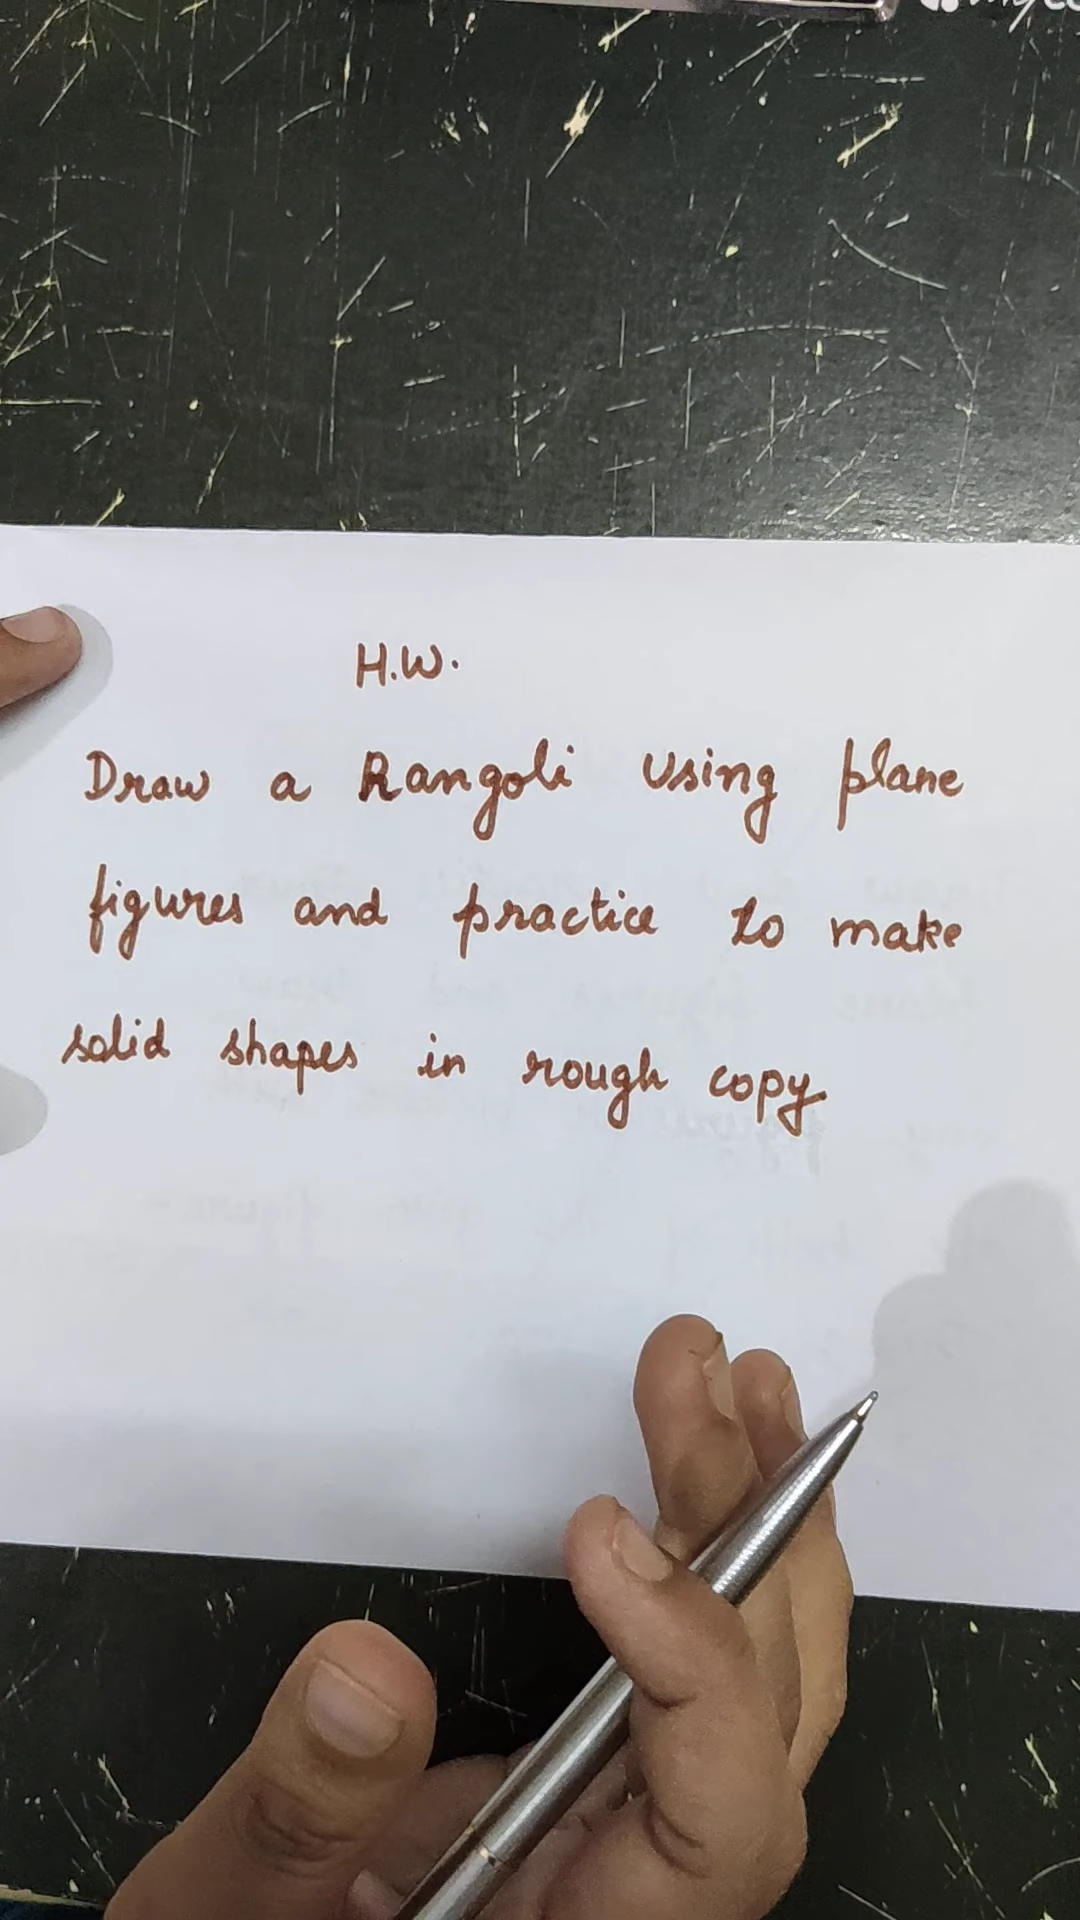 H.W.
Draw a Rangoli using plane
figures and practice to make
solid shapes in rough copy.